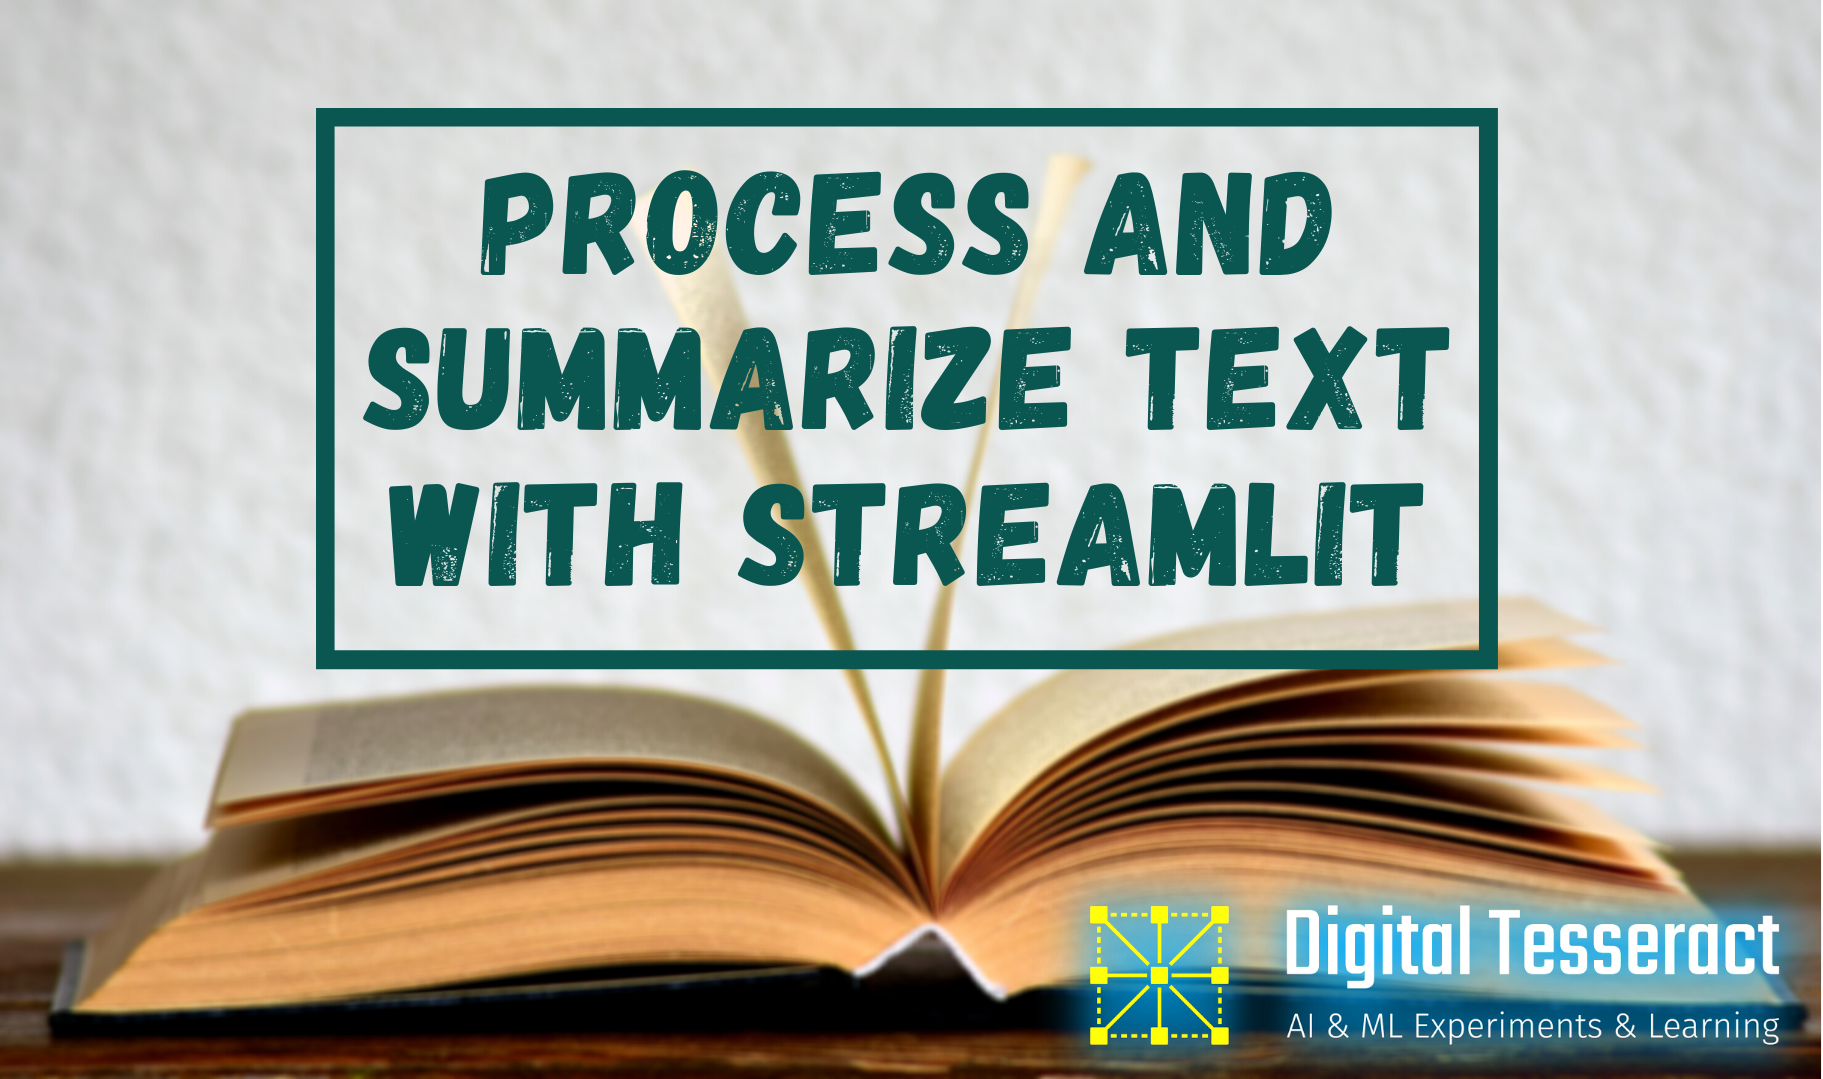 PROCESS AND
SUMMARIZE TEXT
WITH STREAMLIT
Digital Tesseract
AI & ML Experiments & Learning